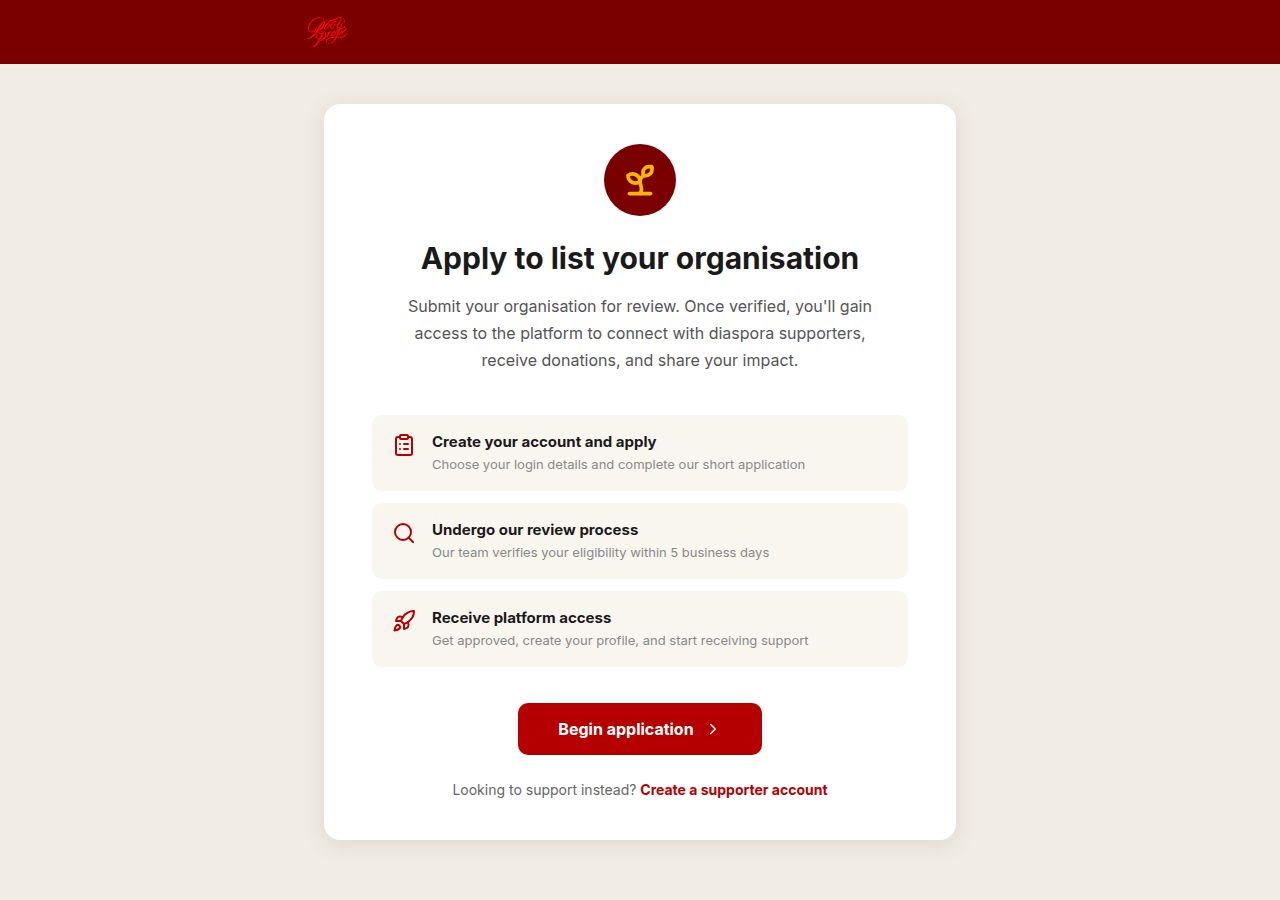 Apply to list your organisation
Submit your organisation for review. Once verified, you'll gain
access to the platform to connect with diaspora supporters,
receive donations, and share your impact.
Create your account and apply
Choose your login details and complete our short application
Undergo our review process
Our team verifies your eligibility within 5 business days
Receive platform access
Get approved, create your profile, and start receiving support
Begin application
Looking to support instead? Create a supporter account